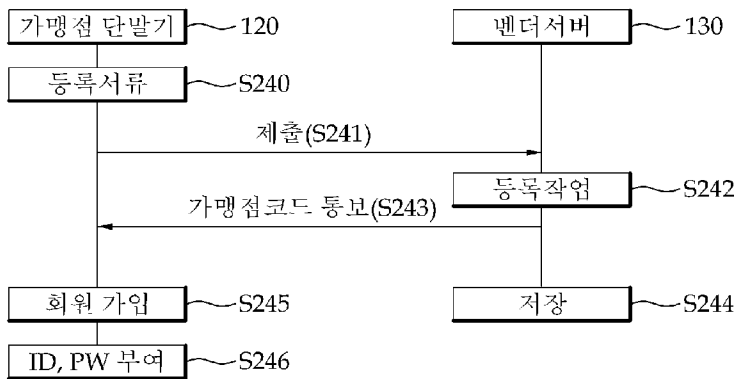 가맹점 단말기 120 벤더서버 130
등록서류 S240
제출(S241)
등록작업 S242
가맹점코드 통보(S243)
회원 가입 S245 저장 S244
ID, PW 부여 S246